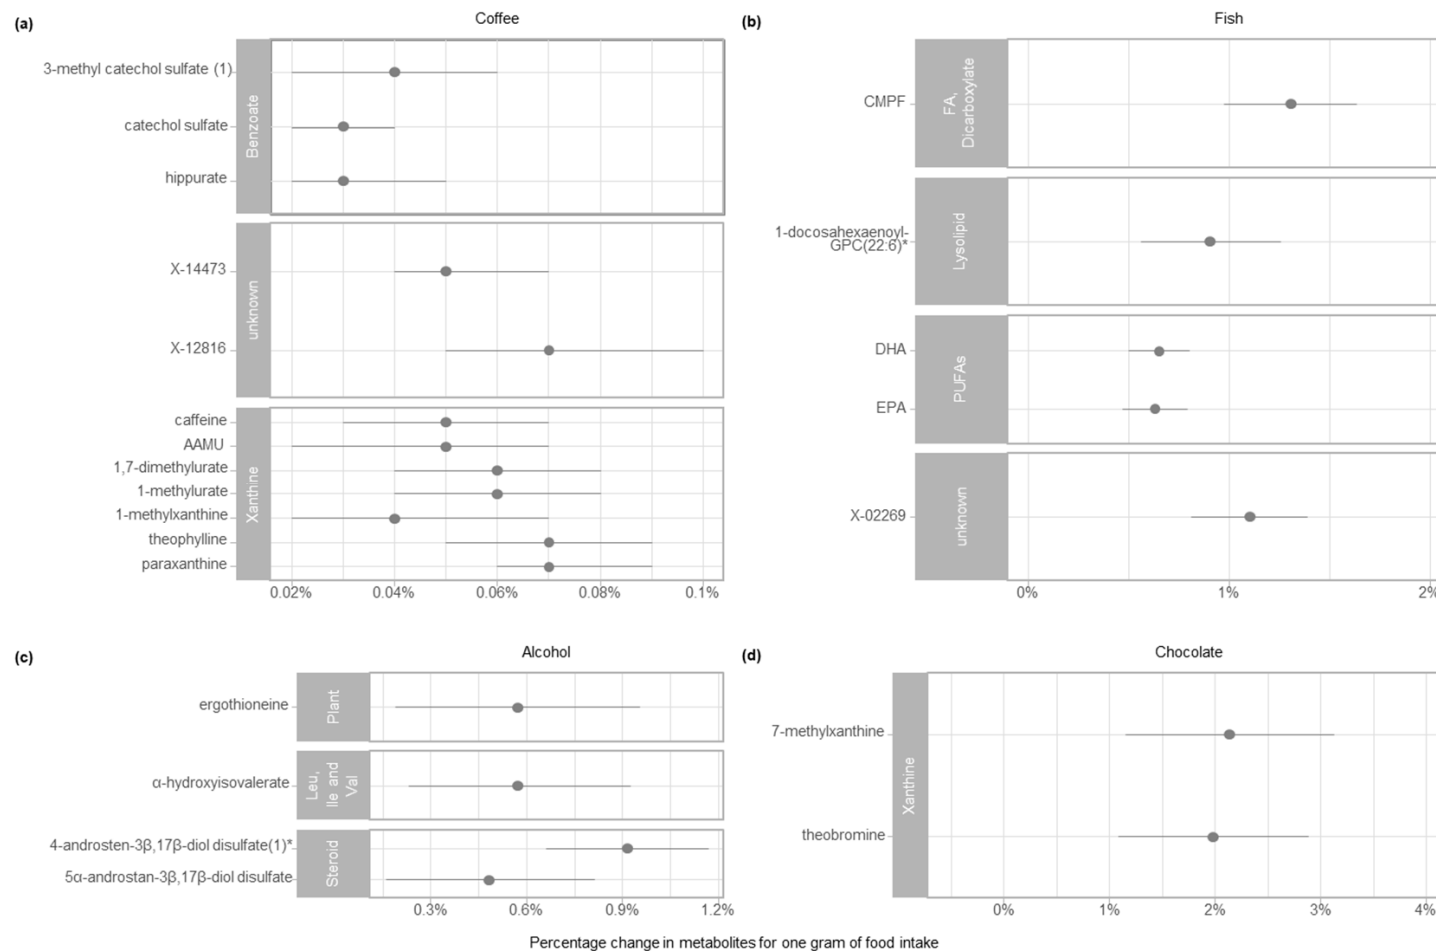 (a)
Coffee
3-methyl catechol sulfate (1)
catechol sulfate
hippurate
Benzoate
X-14473
X-12816
unknown
caffeine
AAMU
1,7-dimethylurate
1-methylurate
1-methylxanthine
theophylline
paraxanthine
Xanthine
0.02%
0.04%
0.06%
0.08%
0.1%
(b)
Fish
CMPF
FA,
Dicarboxylate
1-docosahexaenoyl-
GPC(22:6)*
Lysolipid
DHA
EPA
PUFAs
X-02269
unknown
0%
1%
2%
(c)
Alcohol
ergothioneine
Plant
α-hydroxyisovalerate
Leu,
Ile and
Val
4-androsten-3β,17β-diol disulfate(1)*
5α-androstan-3β,17β-diol disulfate
Steroid
0.3%
0.6%
0.9%
1.2%
(d)
Chocolate
7-methylxanthine
theobromine
Xanthine
0%
1%
2%
3%
4%
Percentage change in metabolites for one gram of food intake